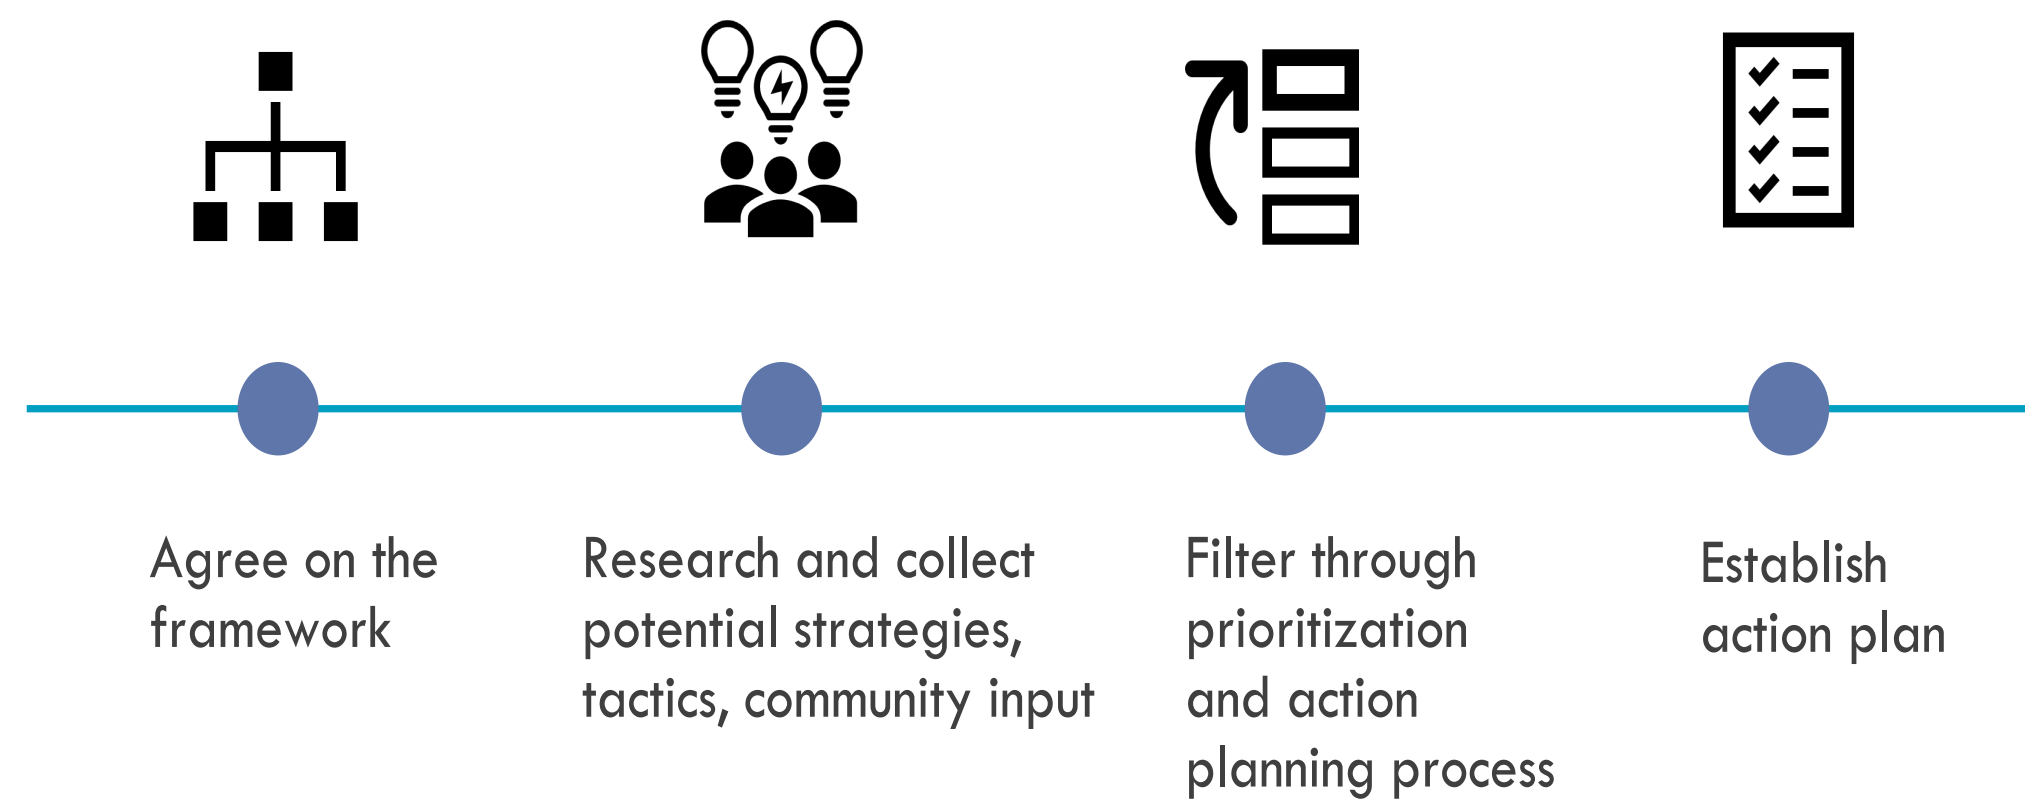 Agree on the
framework
Research and collect
potential strategies,
tactics, community input
Filter through
prioritization
and action
planning process
Establish
action plan